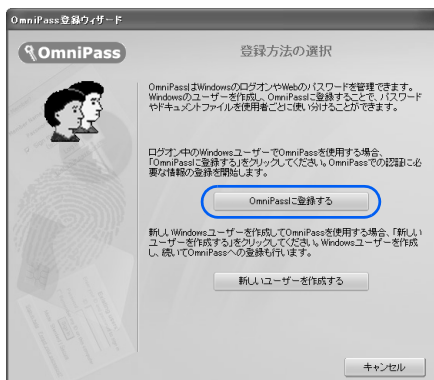 OmniPass登録ウィザード
OmniPass
登録方法の選択
OmniPassはWindowsのログオンやWebのパスワードを管理できます。
Windowsのユーザーを作成し、OmniPassに登録することで、パスワード
やドキュメントファイルを使用者ごとに使い分けることができます。
ログオン中のWindowsユーザーでOmniPassを使用する場合、
「OmniPassに登録する」をクリックしてください。OmniPassでの認証に必
要な情報の登録を開始します。
OmniPassに登録する
新しいWindowsユーザーを作成してOmniPassを使用する場合、「新しい
ユーザーを作成する」をクリックしてください。Windowsユーザーを作成
し、続いてOmniPassへの登録も行います。
新しいユーザーを作成する
キャンセル